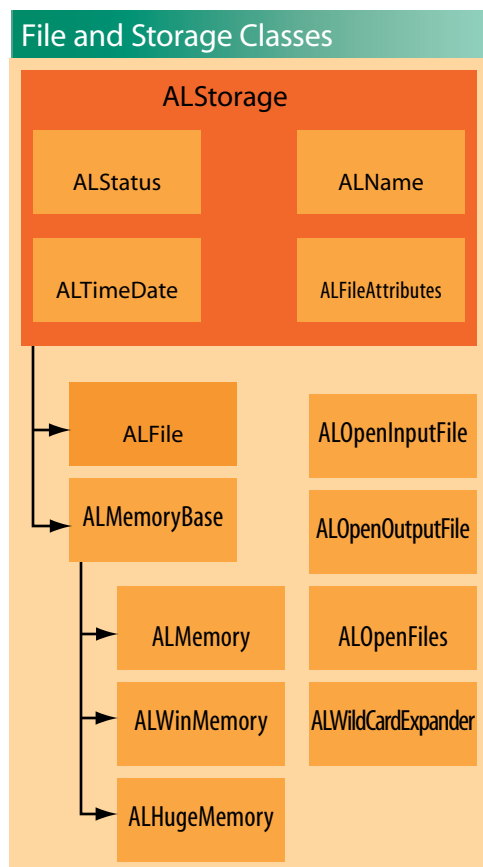 File and Storage Classes
ALStorage
ALStatus
ALName
ALTimeDate
ALFileAttributes
ALFile
ALOpenInputFile
ALMemoryBase
ALOpenOutputFile
ALMemory
ALOpenFiles
ALWinMemory
ALWildCardExpander
ALHugeMemory